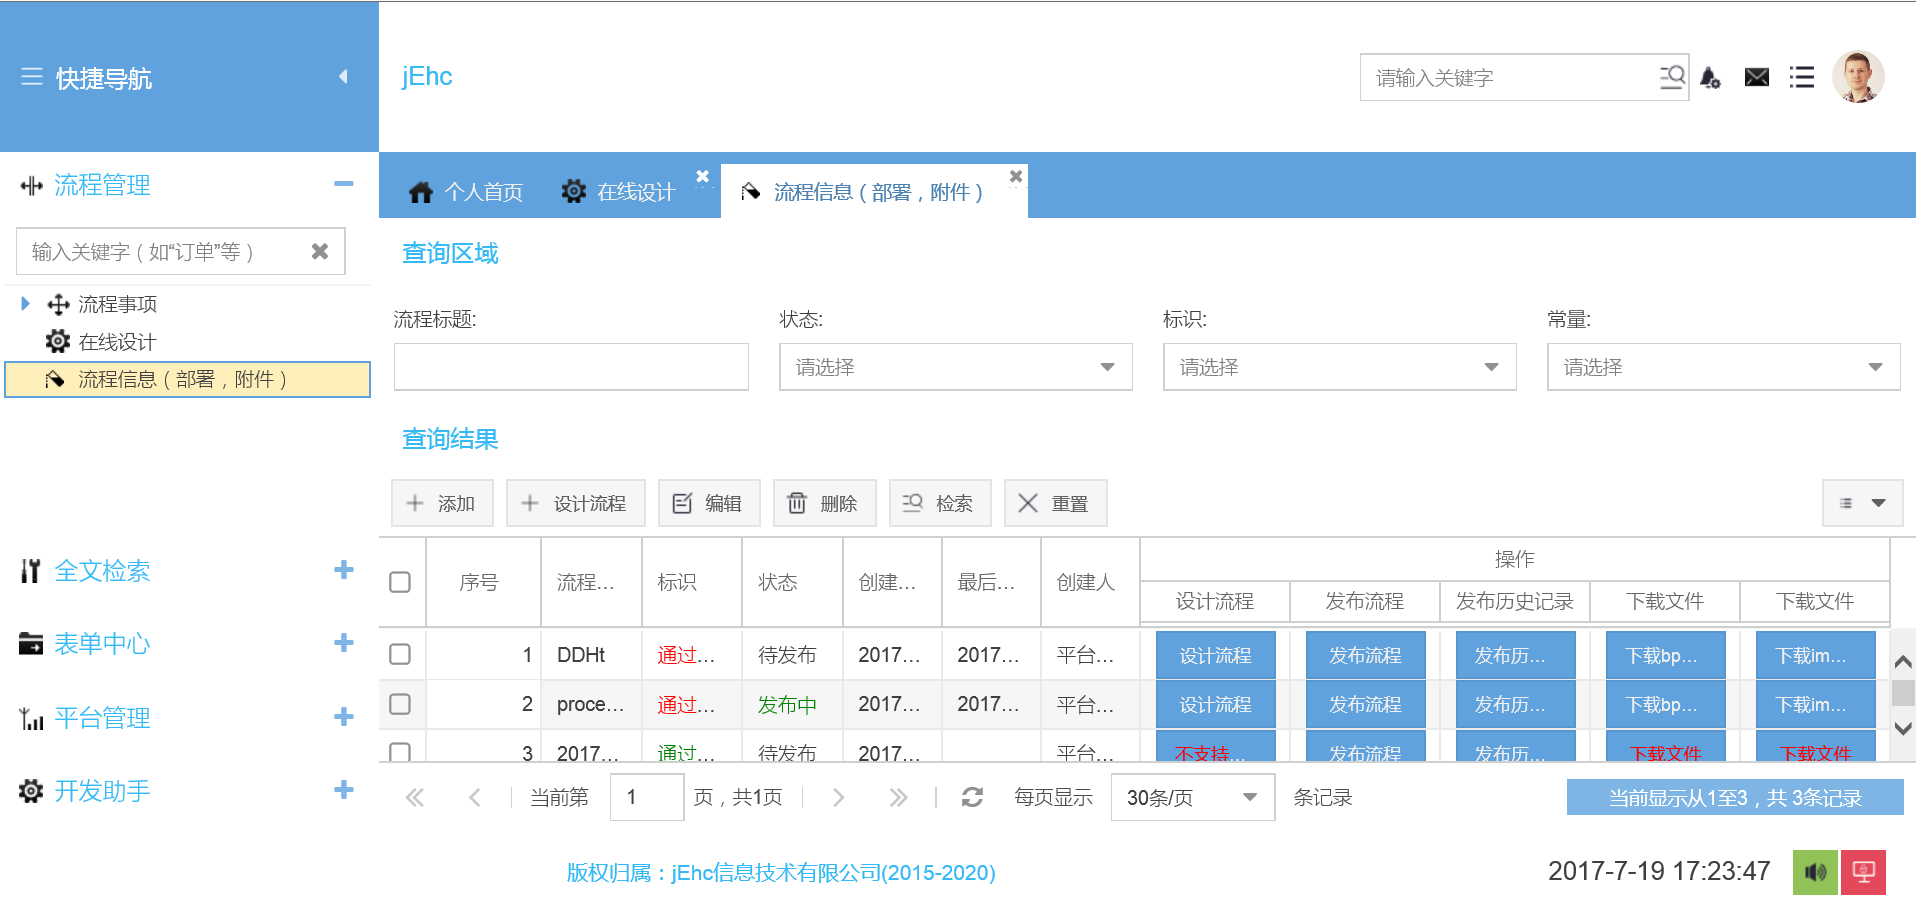 快捷导航
jEhc
请输入关键字
流程管理
个人首页
在线设计
流程信息（部署，附件）
查询区域
输入关键字（如“订单”等）
流程事项
在线设计
流程信息（部署，附件）
流程标题:
状态:
标识:
常量:
请选择
请选择
请选择
查询结果
添加
设计流程
编辑
删除
检索
重置
全文检索
表单中心
平台管理
开发助手
序号 流程... 标识 状态 创建... 最后... 创建人 操作
设计流程 发布流程 发布历史记录 下载文件 下载文件
1 DDHt 通过... 待发布 2017... 2017... 平台... 设计流程 发布流程 发布历... 下载bp... 下载im...
2 proce... 通过... 发布中 2017... 2017... 平台... 设计流程 发布流程 发布历... 下载bp... 下载im...
3 2017... 通过... 待发布 2017... 平台... 不支持... 发布流程 发布历... 下载文件 下载文件
当前第 1 页，共1页 每页显示 30条/页 条记录
当前显示从1至3，共 3条记录
版权归属：jEhc信息技术有限公司(2015-2020)
2017-7-19 17:23:47